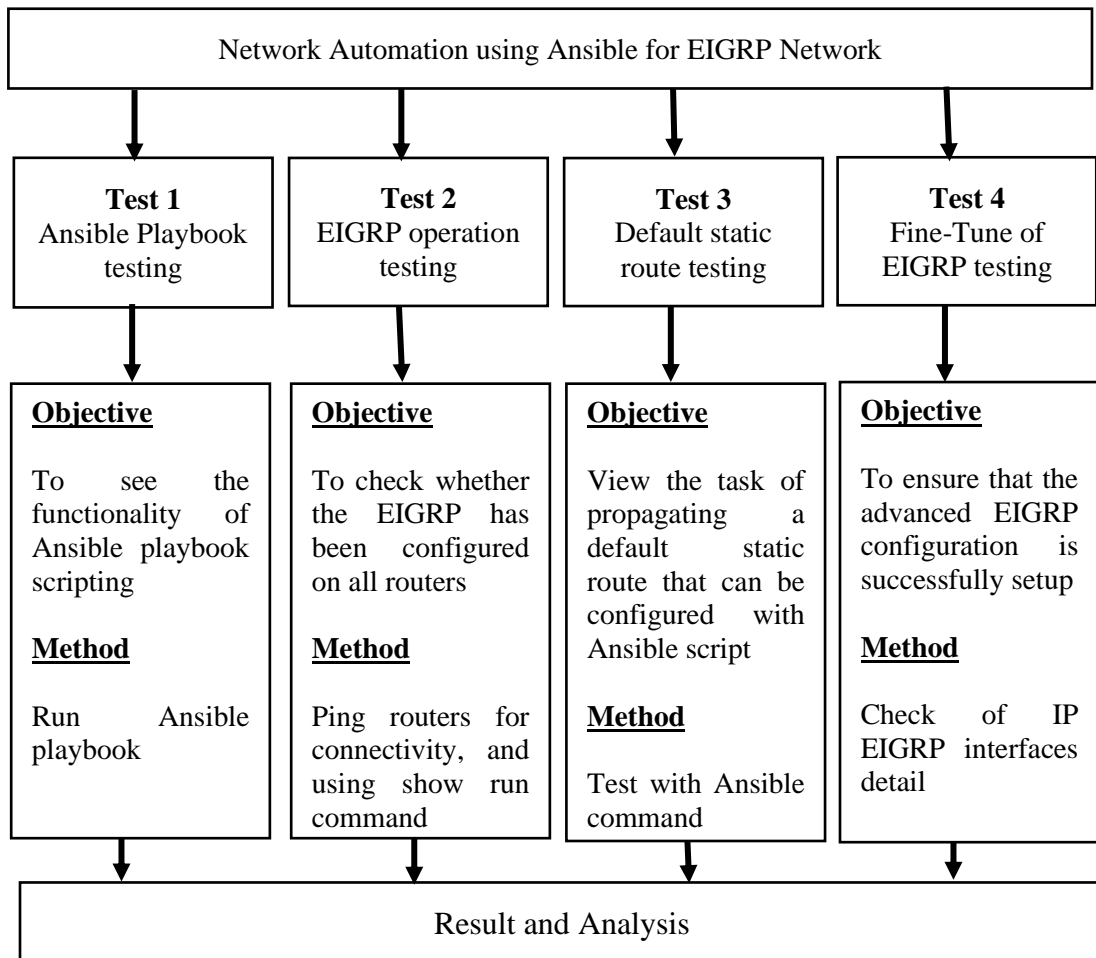 Network Automation using Ansible for EIGRP Network
Test 1
Ansible Playbook
testing
Test 2
EIGRP operation
testing
Test 3
Default static
route testing
Test 4
Fine-Tune of
EIGRP testing
Objective
To see the
functionality of
Ansible playbook
scripting
Method
Run Ansible
playbook
Objective
To check whether
the EIGRP has
been configured
on all routers
Method
Ping routers for
connectivity, and
using show run
command
Objective
View the task of
propagating a
default static
route that can be
configured with
Ansible script
Method
Test with Ansible
command
Objective
To ensure that the
advanced EIGRP
configuration is
successfully setup
Method
Check of IP
EIGRP interfaces
detail
Result and Analysis